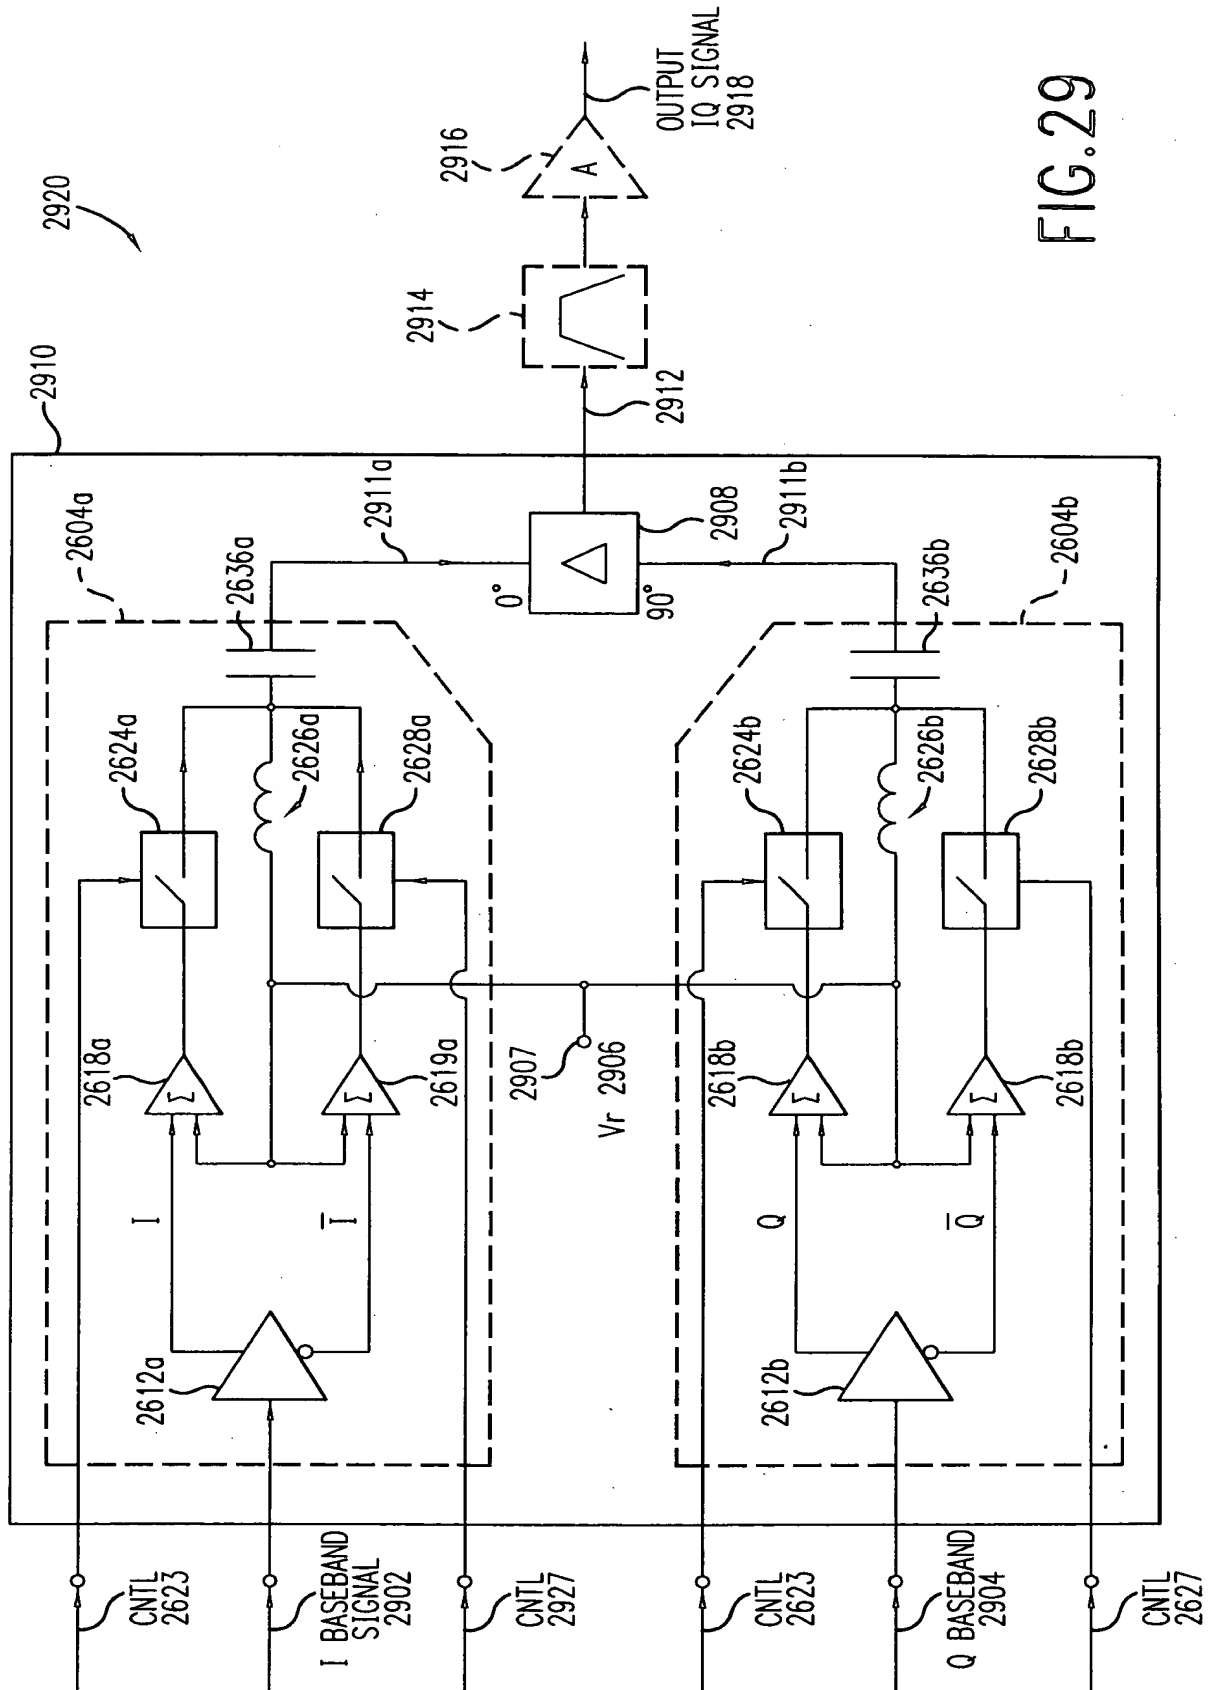 2920
2910
2604a
2636a
2624a
2626a
2628a
2618a
2619a
Σ
Σ
I
I̅
2612a
CNTL
2623
I BASEBAND
SIGNAL
2902
CNTL
2927
2911a
0°
90°
2908
2911b
2912
2914
2916
A
OUTPUT
IQ SIGNAL
2918
2907
Vr 2906
2604b
2636b
2624b
2626b
2628b
2618b
2618b
Σ
Σ
Q
Q̅
2612b
CNTL
2623
Q BASEBAND
2904
CNTL
2627
FIG.29